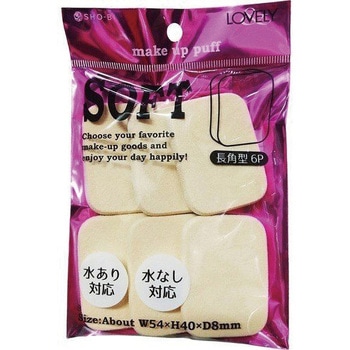 SHO-BI
LOVELY
make up puff
SOFT
Choose your favorite
make-up goods and
enjoy your day happily!
長角型 6P
水あり
対応
水なし
対応
Size:About W54×H40×D8mm